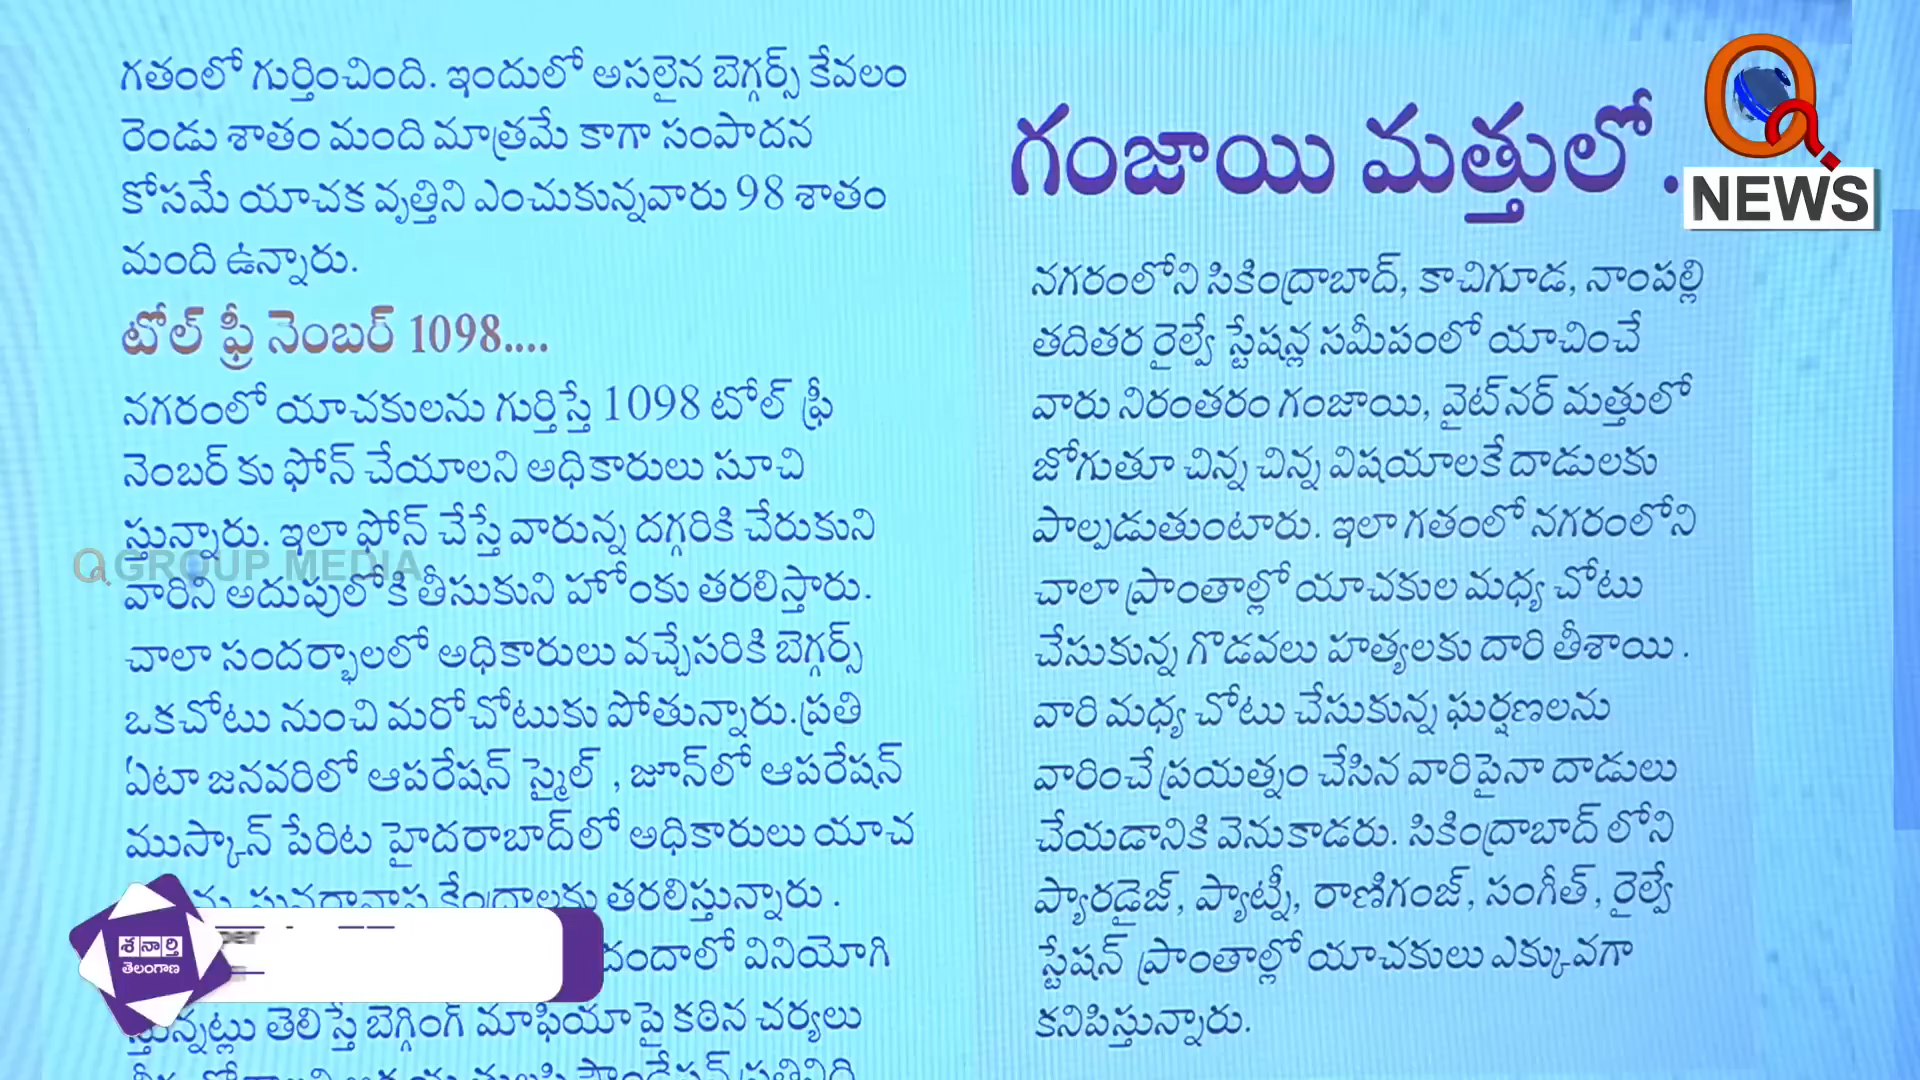 గతంలో గుర్తించింది. ఇందులో అసలైన బెగ్గర్స్ కేవలం
రెండు శాతం మంది మాత్రమే కాగా సంపాదన
కోసమే యాచక వృత్తిని ఎంచుకున్నవారు 98 శాతం
మంది ఉన్నారు.
టోల్ ఫ్రీ నెంబర్ 1098....
నగరంలో యాచకులను గుర్తిస్తే 1098 టోల్ ఫ్రీ
నెంబర్ కు ఫోన్ చేయాలని అధికారులు సూచి
స్తున్నారు. ఇలా ఫోన్ చేస్తే వారున్న దగ్గరికి చేరుకుని
వారిని అదుపులోకి తీసుకుని హోంకు తరలిస్తారు.
చాలా సందర్భాలలో అధికారులు వచ్చేసరికి బెగ్గర్స్
ఒకచోటు నుంచి మరోచోటుకు పోతున్నారు.ప్రతి
ఏటా జనవరిలో ఆపరేషన్ స్మైల్ , జూన్‌లో ఆపరేషన్
ముస్కాన్ పేరిట హైదరాబాద్‌లో అధికారులు యాచ
పునరావాస కేంద్రాలకు తరలిస్తున్నారు .
దందాలో వినియోగి
స్తున్నట్లు తెలిస్తే బెగ్గింగ్ మాఫియాపై కఠిన చర్యలు
గంజాయి మత్తులో .
నగరంలోని సికింద్రాబాద్, కాచిగూడ, నాంపల్లి
తదితర రైల్వే స్టేషన్ల సమీపంలో యాచించే
వారు నిరంతరం గంజాయి, వైట్‌నర్ మత్తులో
జోగుతూ చిన్న చిన్న విషయాలకే దాడులకు
పాల్పడుతుంటారు. ఇలా గతంలో నగరంలోని
చాలా ప్రాంతాల్లో యాచకుల మధ్య చోటు
చేసుకున్న గొడవలు హత్యలకు దారి తీశాయి .
వారి మధ్య చోటు చేసుకున్న ఘర్షణలను
వారించే ప్రయత్నం చేసిన వారిపైనా దాడులు
చేయడానికి వెనుకాడరు. సికింద్రాబాద్ లోని
ప్యారడైజ్, ప్యాట్నీ, రాణిగంజ్, సంగీత్, రైల్వే
స్టేషన్ ప్రాంతాల్లో యాచకులు ఎక్కువగా
కనిపిస్తున్నారు.
Q NEWS
Q GROUP MEDIA
శనార్తి
తెలంగాణ